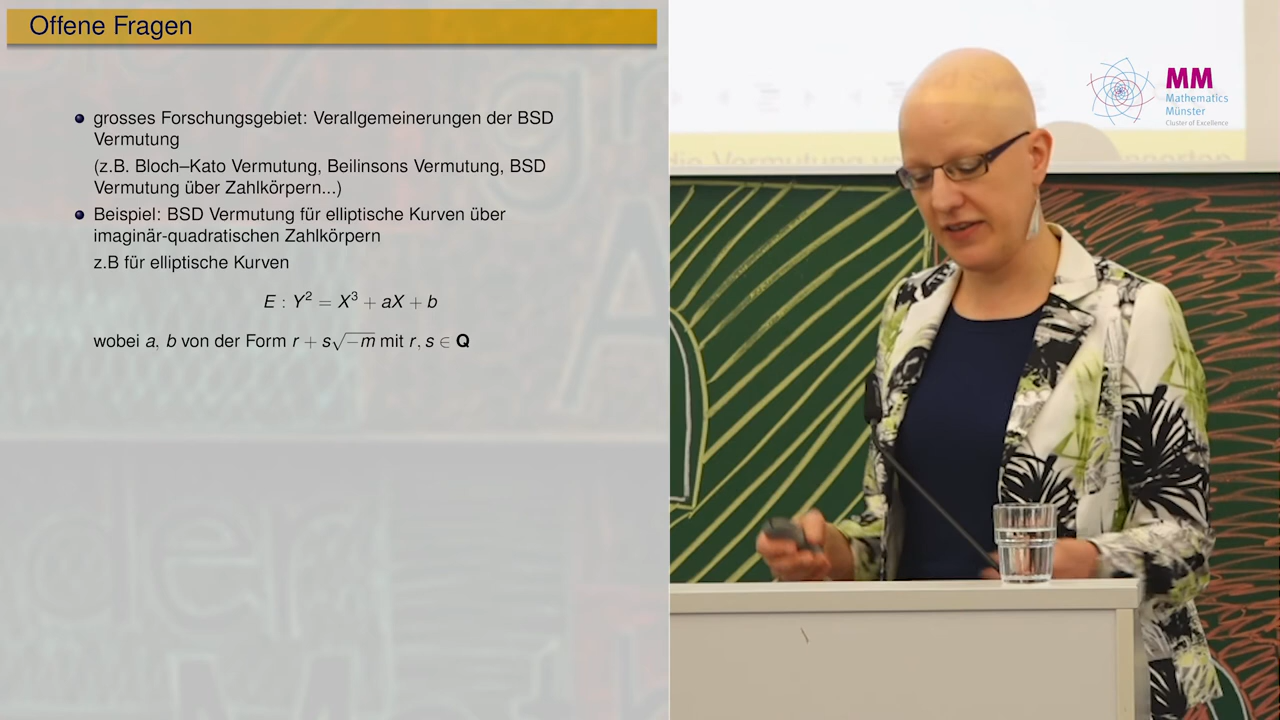 Offene Fragen
grosses Forschungsgebiet: Verallgemeinerungen der BSD
Vermutung
(z.B. Bloch–Kato Vermutung, Beilinsons Vermutung, BSD
Vermutung über Zahlkörpern...)
Beispiel: BSD Vermutung für elliptische Kurven über
imaginär-quadratischen Zahlkörpern
z.B für elliptische Kurven
E : Y² = X³ + aX + b
wobei a, b von der Form r + s√−m mit r, s ∈ Q
MM
Mathematics
Münster
Cluster of Excellence
die Vermutung